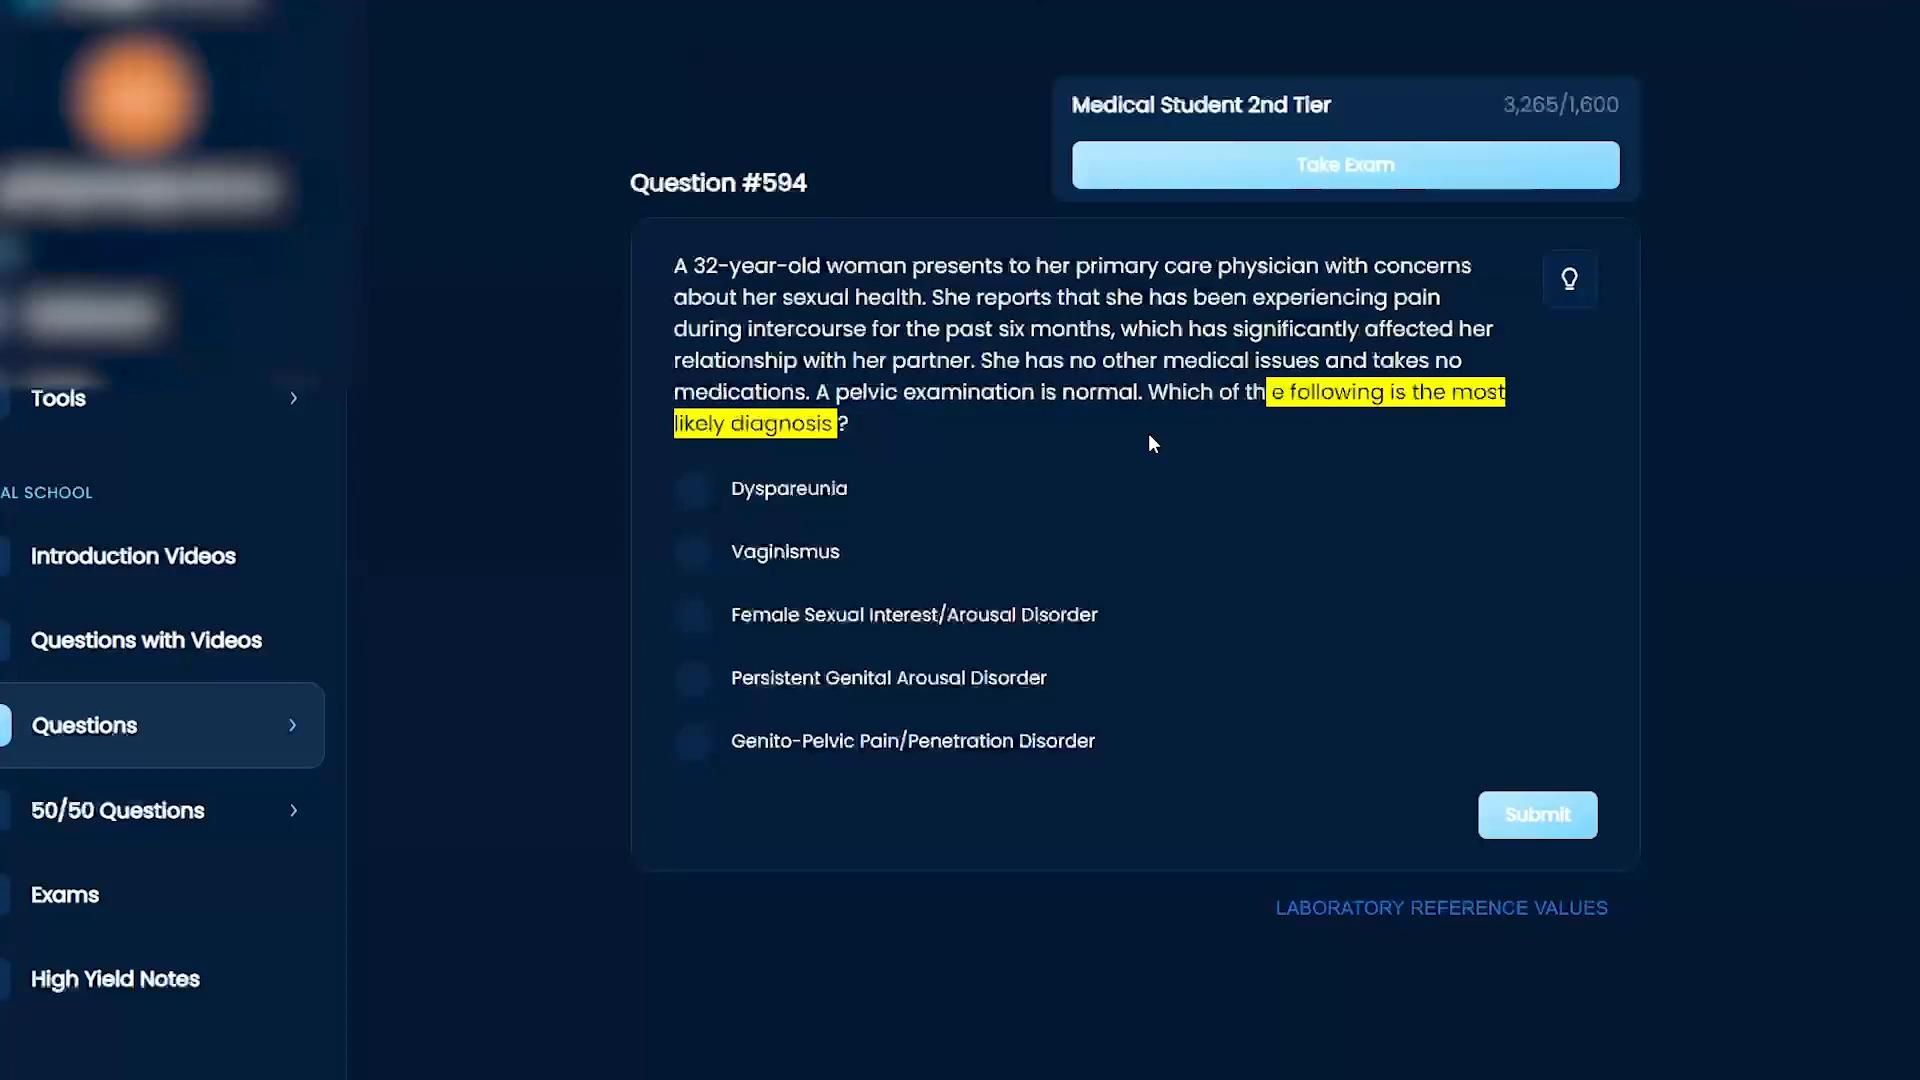 Medical Student 2nd Tier 3,265/1,600
Take Exam
Question #594
A 32-year-old woman presents to her primary care physician with concerns
about her sexual health. She reports that she has been experiencing pain
during intercourse for the past six months, which has significantly affected her
relationship with her partner. She has no other medical issues and takes no
medications. A pelvic examination is normal. Which of the following is the most
likely diagnosis?
Dyspareunia
Vaginismus
Female Sexual Interest/Arousal Disorder
Persistent Genital Arousal Disorder
Genito-Pelvic Pain/Penetration Disorder
Submit
LABORATORY REFERENCE VALUES
Tools
AL SCHOOL
Introduction Videos
Questions with Videos
Questions
50/50 Questions
Exams
High Yield Notes